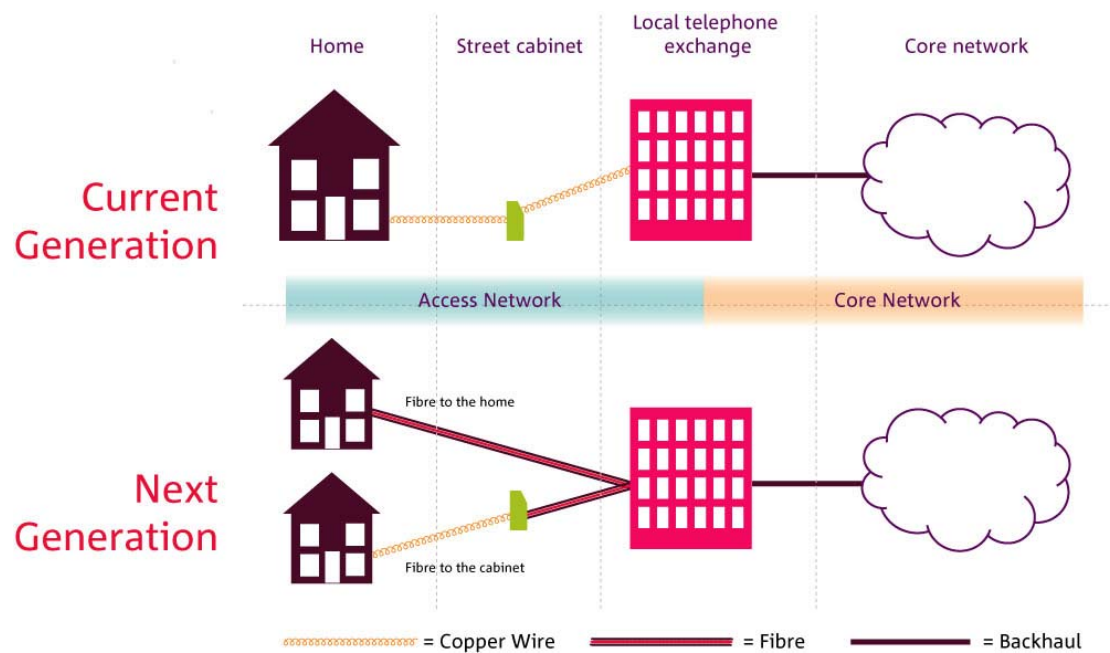 Home
Street cabinet
Local telephone
exchange
Core network
Current
Generation
Access Network
Core Network
Fibre to the home
Next
Generation
Fibre to the cabinet
= Copper Wire
= Fibre
= Backhaul